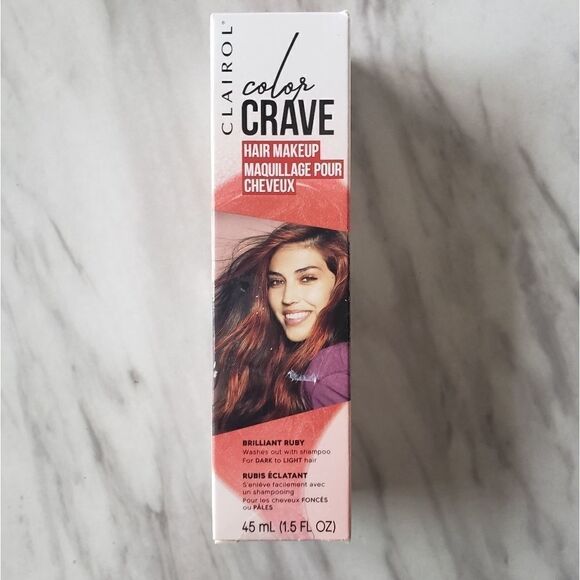 CLAIROL®
color
CRAVE
HAIR MAKEUP
MAQUILLAGE POUR
CHEVEUX
BRILLIANT RUBY
Washes out with shampoo
For DARK to LIGHT hair
RUBIS ÉCLATANT
S'enlève facilement avec
un shampooing
Pour les cheveux FONCÉS
ou PÂLES
45 mL (1.5 FL OZ)